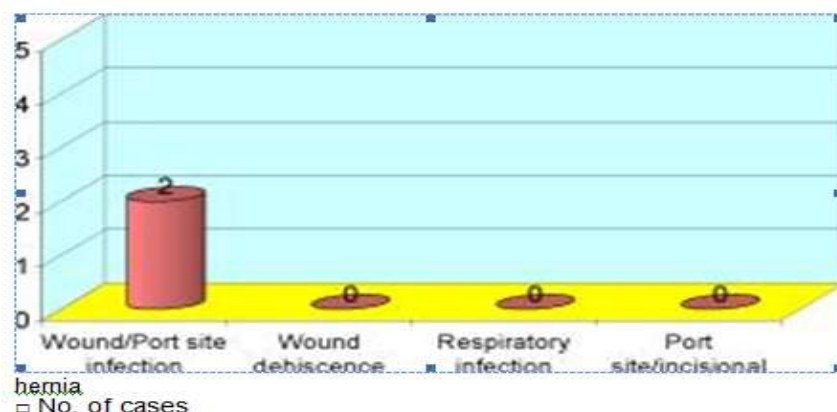 5
4
3
2
1
0
2
0
0
0
Wound/Port site infection
Wound dehiscence
Respiratory infection
Port site/incisional
hernia
□ No. of cases